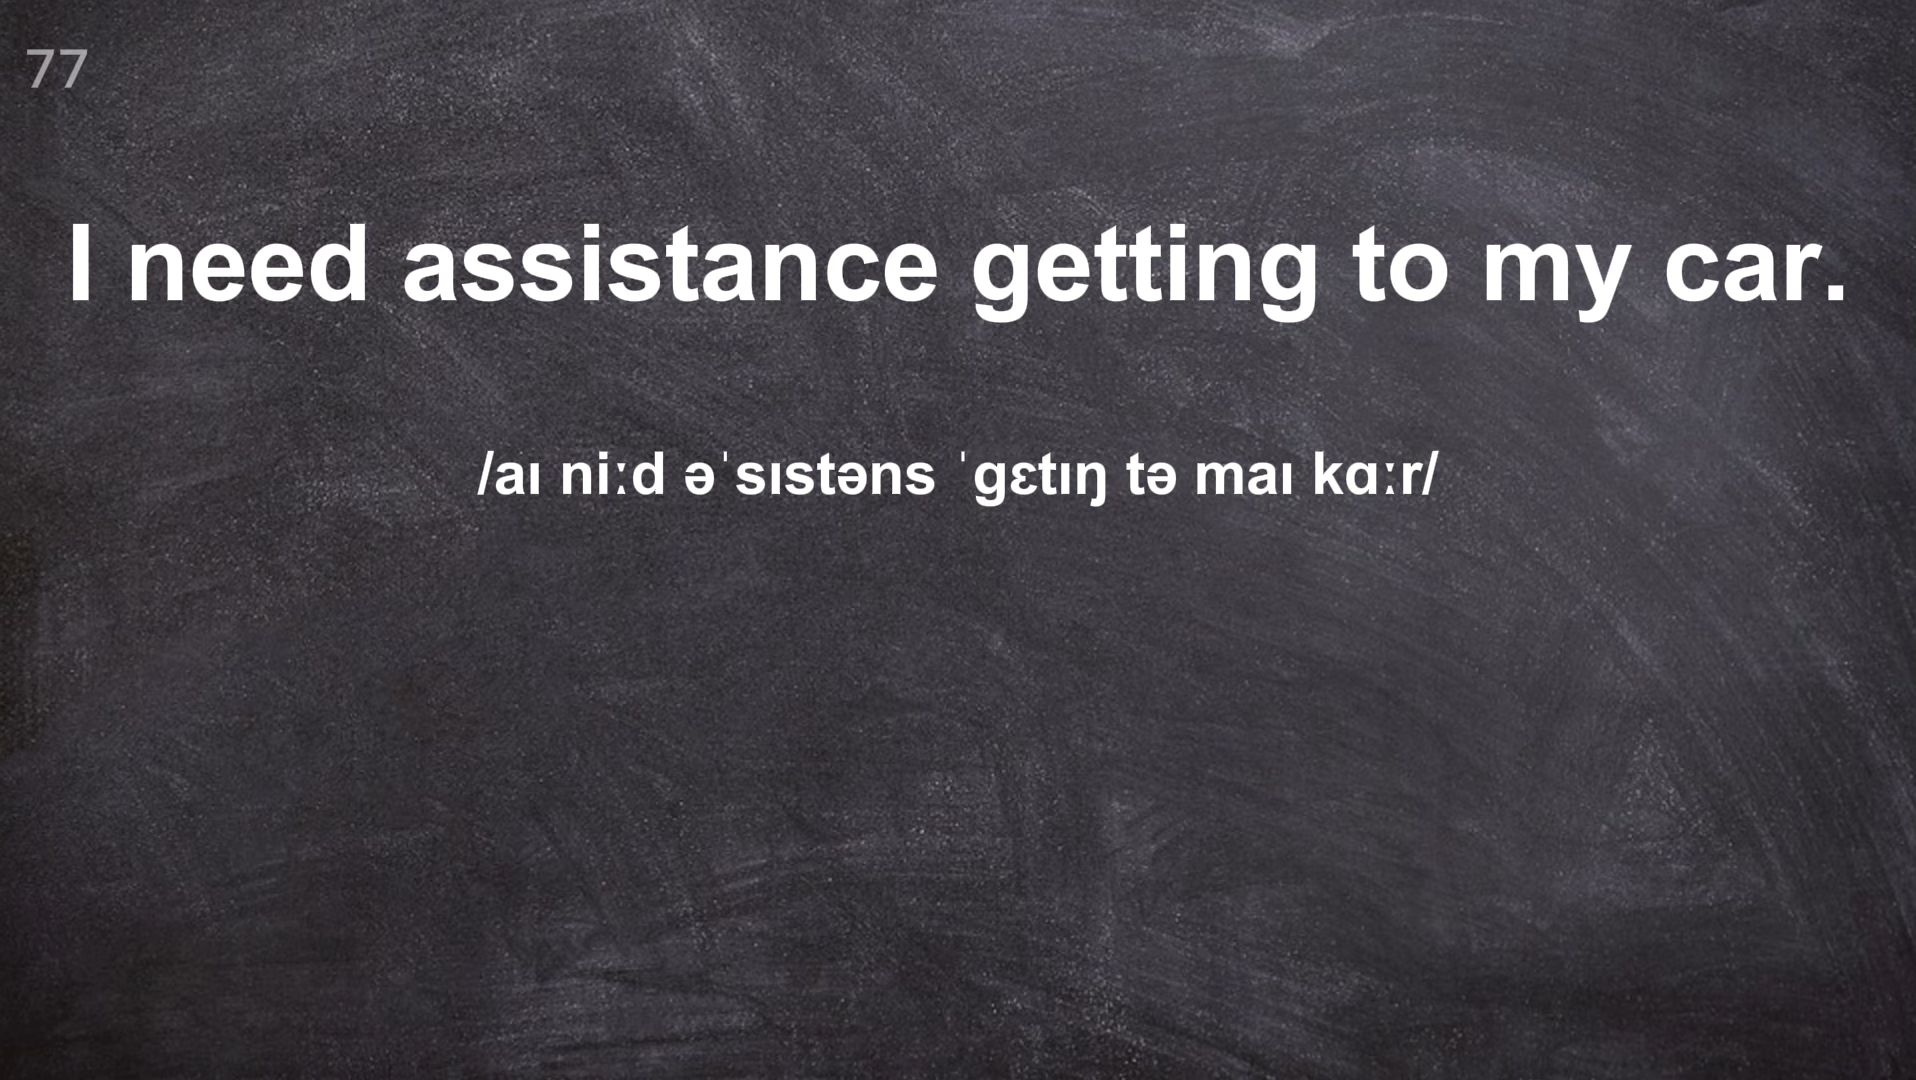 77
I need assistance getting to my car.
/aɪ niːd əˈsɪstəns ˈɡɛtɪŋ tə maɪ kɑːr/